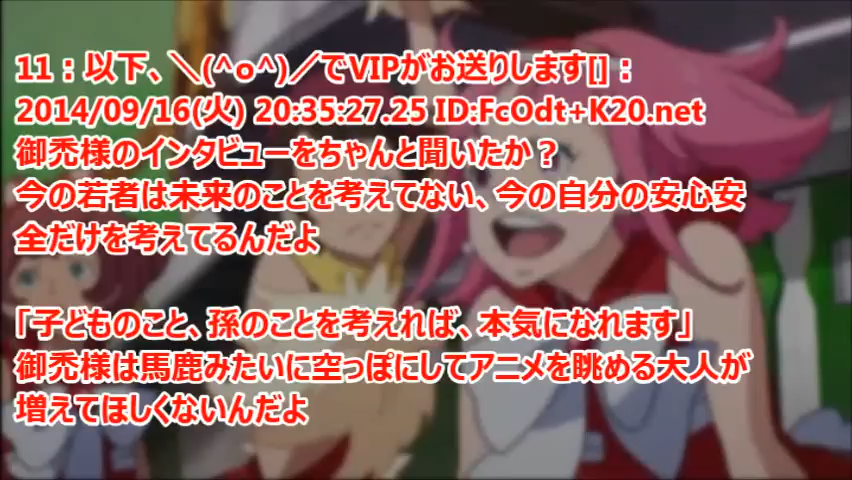 11：以下、＼(^o^)／でVIPがお送りします[]：
2014/09/16(火) 20:35:27.25 ID:FcOdt+K20.net
御禿様のインタビューをちゃんと聞いたか？
今の若者は未来のことを考えてない、今の自分の安心安
全だけを考えてるんだよ
「子どものこと、孫のことを考えれば、本気になれます」
御禿様は馬鹿みたいに空っぽにしてアニメを眺める大人が
増えてほしくないんだよ